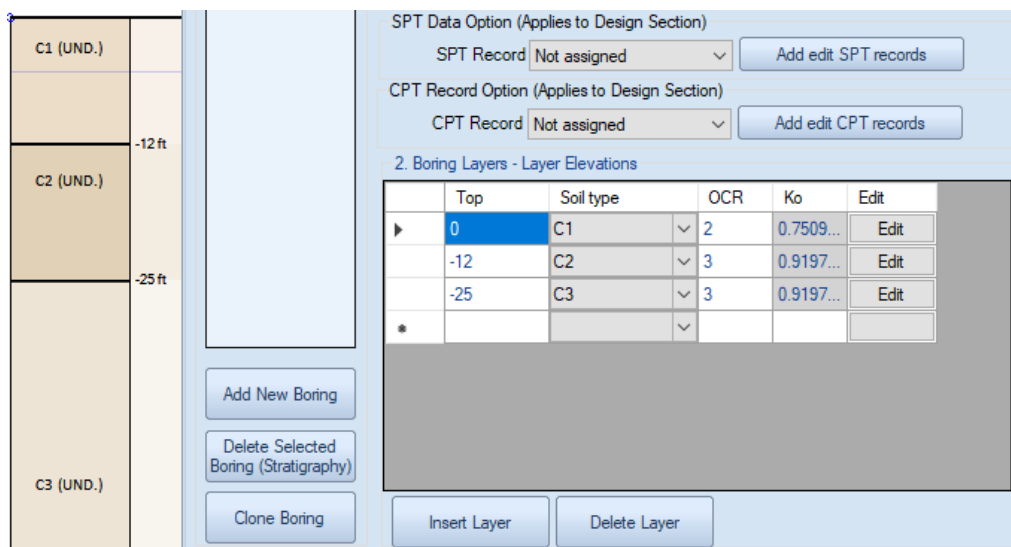 C1 (UND.)
-12 ft
C2 (UND.)
-25 ft
C3 (UND.)
Add New Boring
Delete Selected
Boring (Stratigraphy)
Clone Boring
SPT Data Option (Applies to Design Section)
SPT Record Not assigned Add edit SPT records
CPT Record Option (Applies to Design Section)
CPT Record Not assigned Add edit CPT records
2. Boring Layers - Layer Elevations
Top Soil type OCR Ko Edit
0 C1 2 0.7509... Edit
-12 C2 3 0.9197... Edit
-25 C3 3 0.9197... Edit
Insert Layer Delete Layer